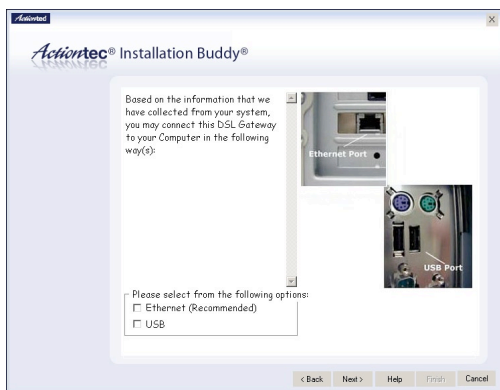 Actiontec
Actiontec® Installation Buddy®
Based on the information that we
have collected from your system,
you may connect this DSL Gateway
to your Computer in the following
way(s):
Ethernet Port
USB Port
Please select from the following options:
Ethernet (Recommended)
USB
< Back
Next >
Help
Finish
Cancel